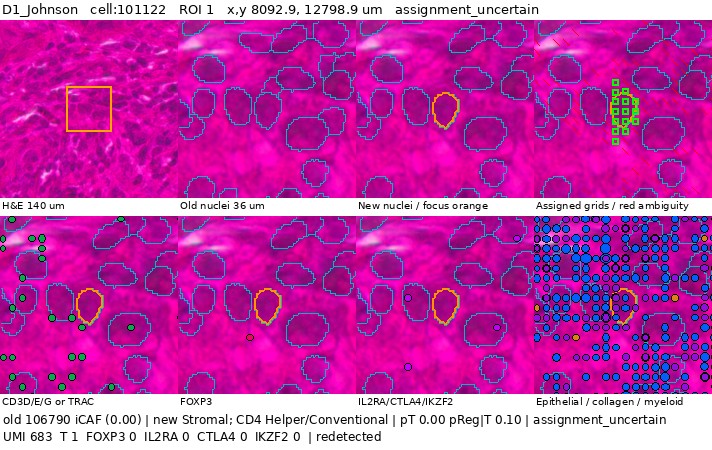 D1_Johnson cell:101122 ROI 1 x,y 8092.9, 12798.9 um assignment_uncertain
H&E 140 um
Old nuclei 36 um
New nuclei / focus orange
Assigned grids / red ambiguity
CD3D/E/G or TRAC
FOXP3
IL2RA/CTLA4/IKZF2
Epithelial / collagen / myeloid
old 106790 iCAF (0.00) | new Stromal; CD4 Helper/Conventional | pT 0.00 pReg|T 0.10 | assignment_uncertain
UMI 683 T 1 FOXP3 0 IL2RA 0 CTLA4 0 IKZF2 0 | redetected